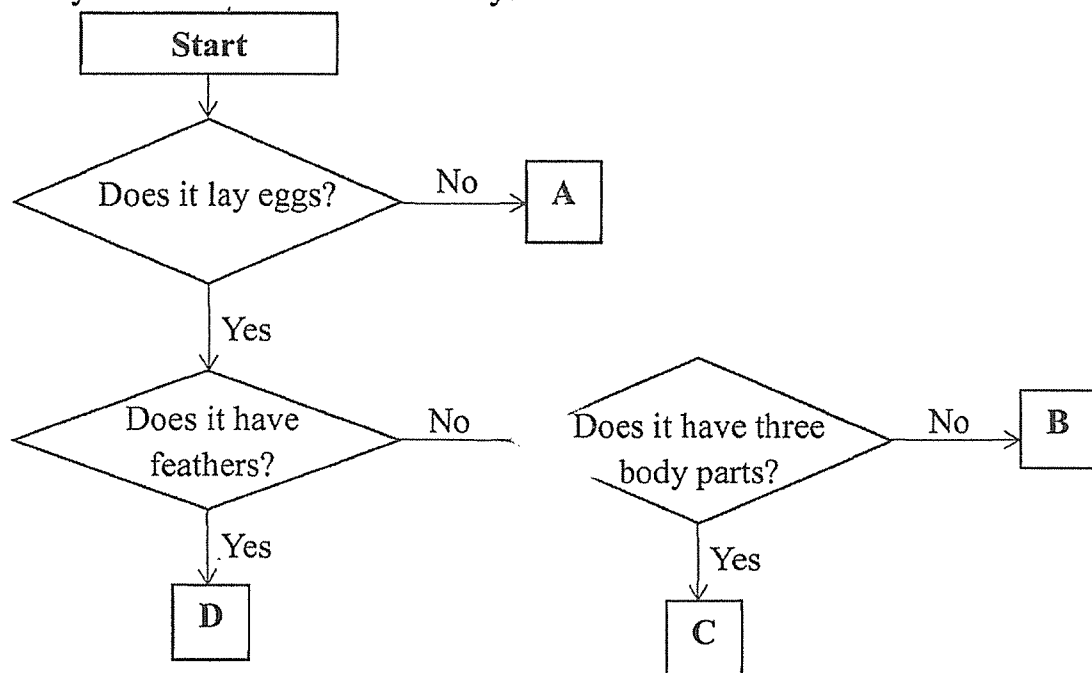 Start
Does it lay eggs?
No
A
Yes
Does it have
feathers?
No
Does it have three
body parts?
No
B
Yes
D
Yes
C